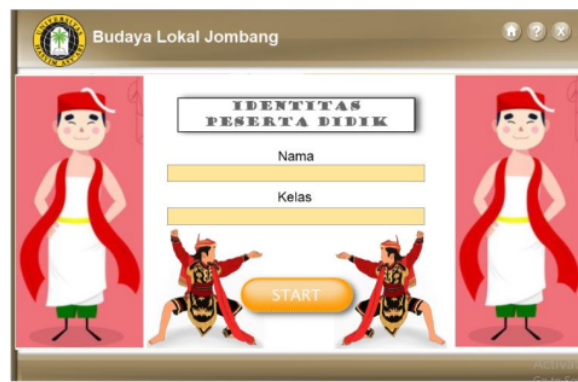 Budaya Lokal Jombang
IDENTITAS
PESERTA DIDIK
Nama
Kelas
START